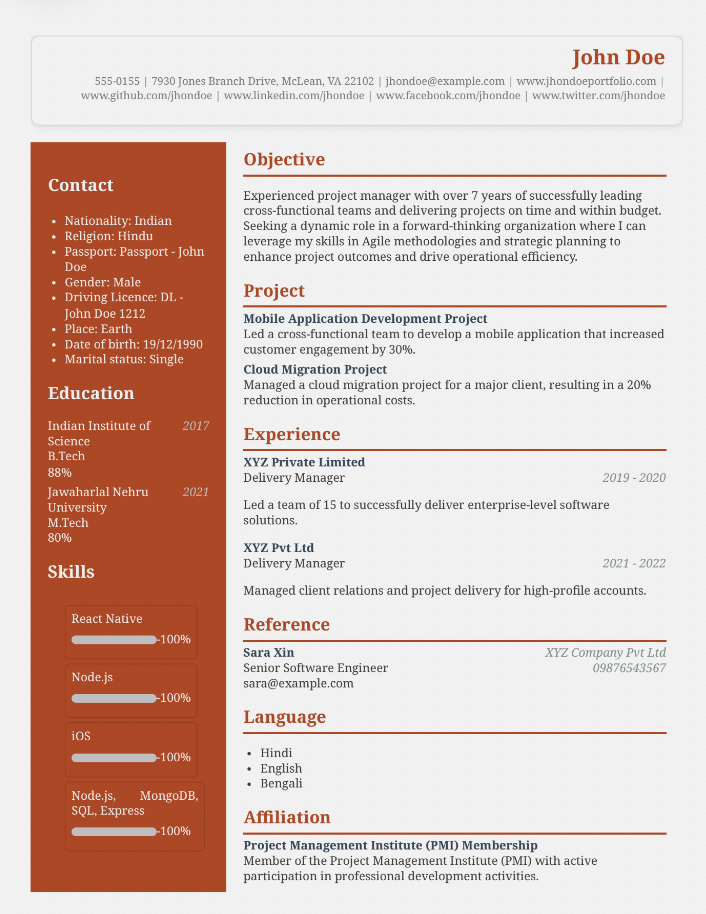 John Doe
555-0155 | 7930 Jones Branch Drive, McLean, VA 22102 | jhondoe@example.com | www.jhondoeportfolio.com |
www.github.com/jhondoe | www.linkedin.com/jhondoe | www.facebook.com/jhondoe | www.twitter.com/jhondoe
Contact
• Nationality: Indian
• Religion: Hindu
• Passport: Passport - John
Doe
• Gender: Male
• Driving Licence: DL -
John Doe 1212
• Place: Earth
• Date of birth: 19/12/1990
• Marital status: Single
Education
Indian Institute of 2017
Science
B.Tech
88%
Jawaharlal Nehru 2021
University
M.Tech
80%
Skills
React Native
-100%
Node.js
-100%
iOS
-100%
Node.js, MongoDB,
SQL, Express
-100%
Objective
Experienced project manager with over 7 years of successfully leading
cross-functional teams and delivering projects on time and within budget.
Seeking a dynamic role in a forward-thinking organization where I can
leverage my skills in Agile methodologies and strategic planning to
enhance project outcomes and drive operational efficiency.
Project
Mobile Application Development Project
Led a cross-functional team to develop a mobile application that increased
customer engagement by 30%.
Cloud Migration Project
Managed a cloud migration project for a major client, resulting in a 20%
reduction in operational costs.
Experience
XYZ Private Limited
Delivery Manager 2019 - 2020
Led a team of 15 to successfully deliver enterprise-level software
solutions.
XYZ Pvt Ltd
Delivery Manager 2021 - 2022
Managed client relations and project delivery for high-profile accounts.
Reference
Sara Xin XYZ Company Pvt Ltd
Senior Software Engineer 09876543567
sara@example.com
Language
• Hindi
• English
• Bengali
Affiliation
Project Management Institute (PMI) Membership
Member of the Project Management Institute (PMI) with active
participation in professional development activities.